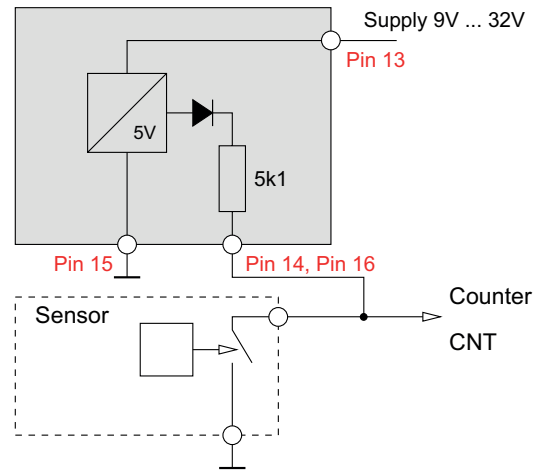 Supply 9V ... 32V
Pin 13
5V
5k1
Pin 15
Pin 14, Pin 16
Sensor
Counter
CNT